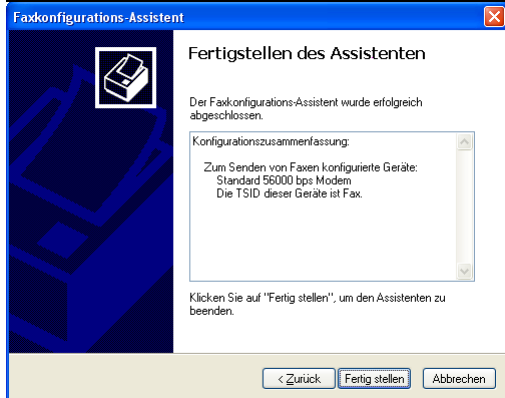 Faxkonfigurations-Assistent
Fertigstellen des Assistenten
Der Faxkonfigurations-Assistent wurde erfolgreich
abgeschlossen.
Konfigurationszusammenfassung:
Zum Senden von Faxen konfigurierte Geräte:
Standard 56000 bps Modem
Die TSID dieser Geräte ist Fax.
Klicken Sie auf "Fertig stellen", um den Assistenten zu
beenden.
< Zurück Fertig stellen Abbrechen